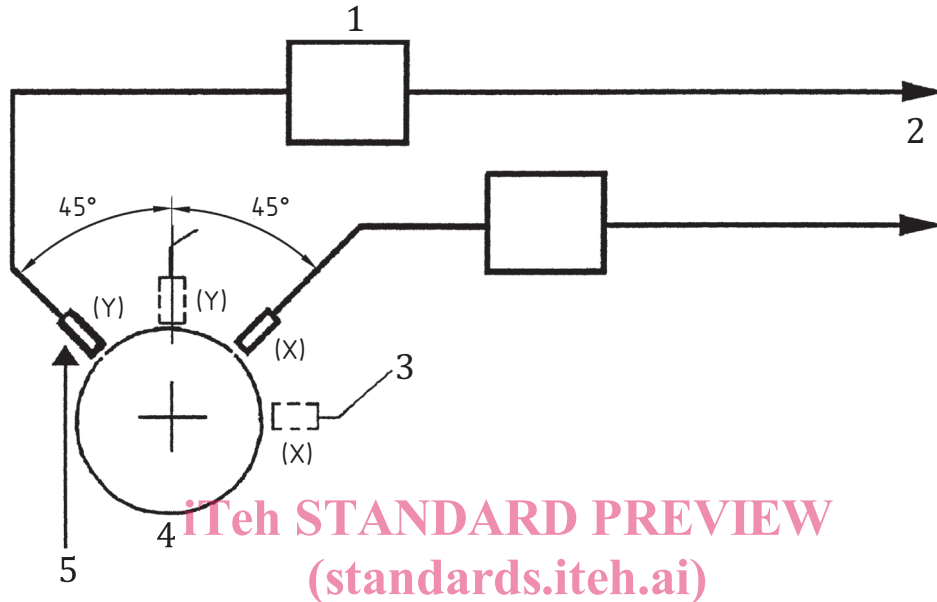 1
2
45° 45°
(Y) (Y)
(X)
3
(X)
iTeh STANDARD PREVIEW
4
5
(standards.iteh.ai)